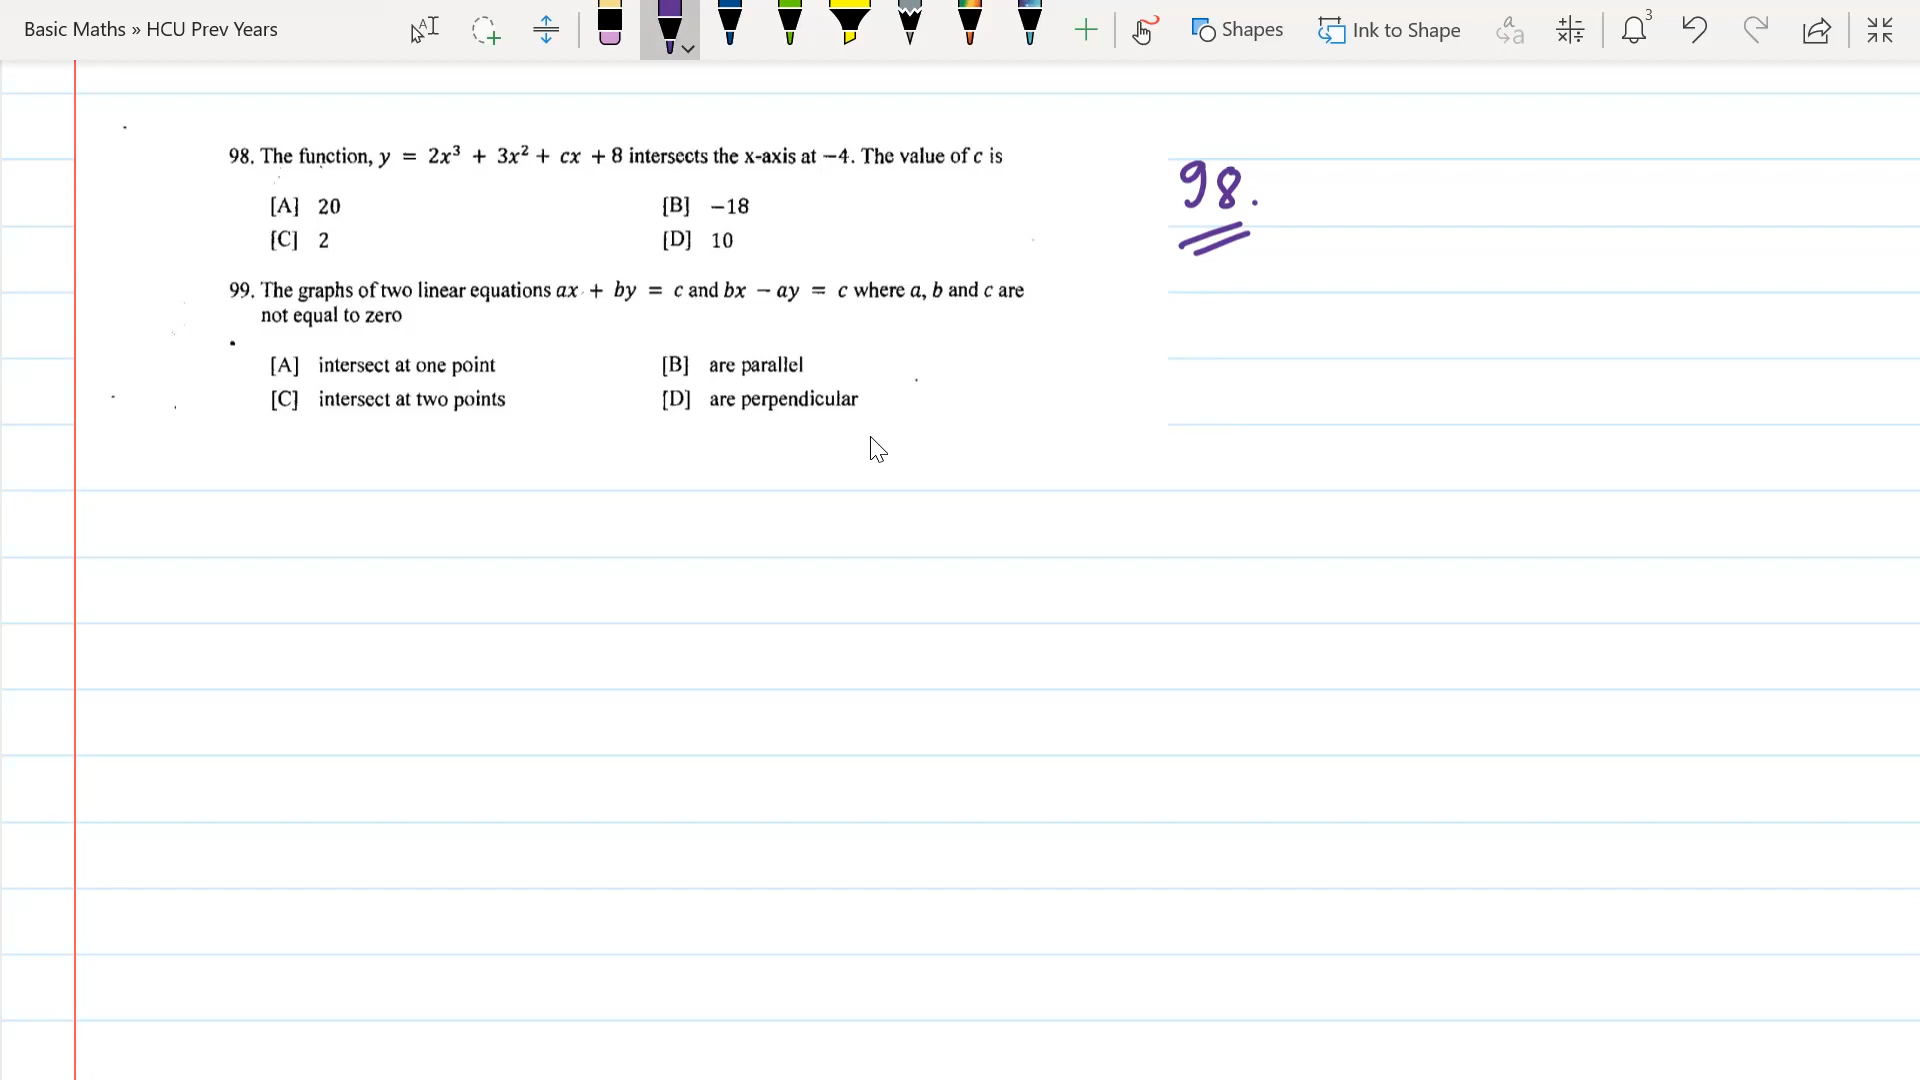 Basic Maths » HCU Prev Years
Shapes
Ink to Shape
3
98. The function, y = 2x³ + 3x² + cx + 8 intersects the x-axis at −4. The value of c is
[A] 20 [B] −18
[C] 2 [D] 10
99. The graphs of two linear equations ax + by = c and bx − ay = c where a, b and c are
not equal to zero
[A] intersect at one point [B] are parallel
[C] intersect at two points [D] are perpendicular
98.